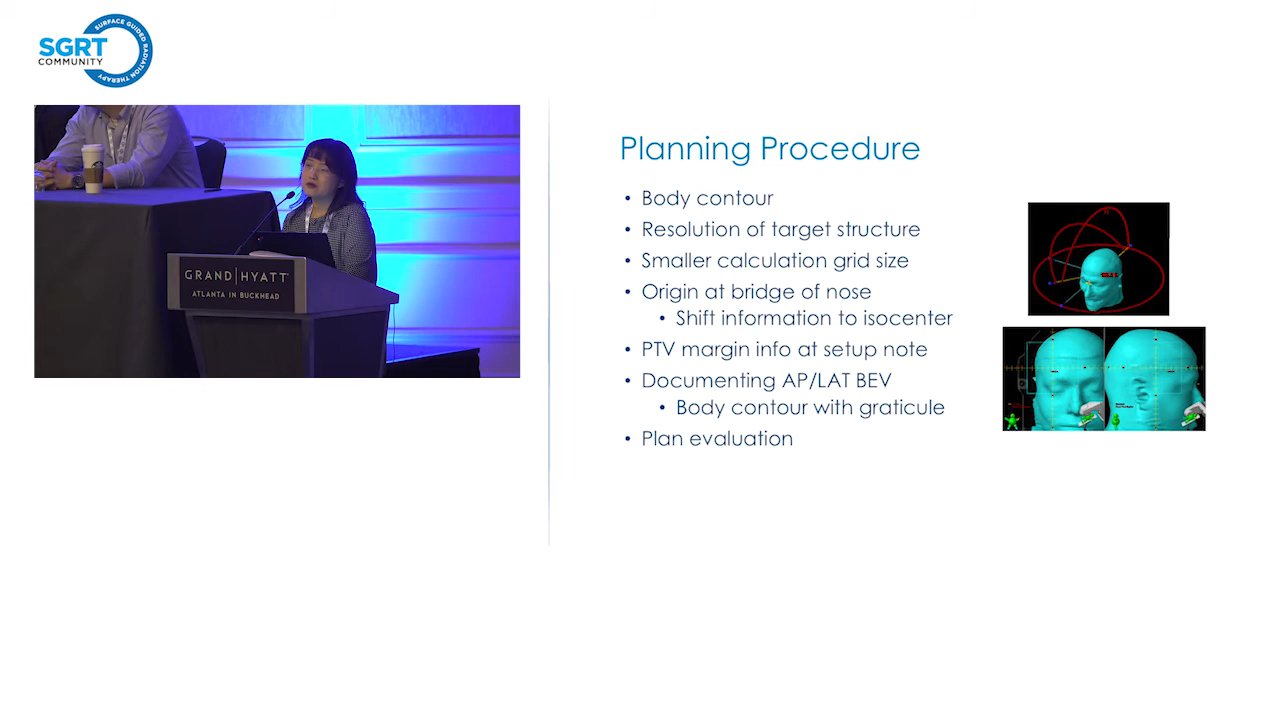 SURFACE GUIDED RADIATION THERAPY
SGRT
COMMUNITY
GRAND HYATT
ATLANTA IN BUCKHEAD
Planning Procedure
• Body contour
• Resolution of target structure
• Smaller calculation grid size
• Origin at bridge of nose
• Shift information to isocenter
• PTV margin info at setup note
• Documenting AP/LAT BEV
• Body contour with graticule
• Plan evaluation